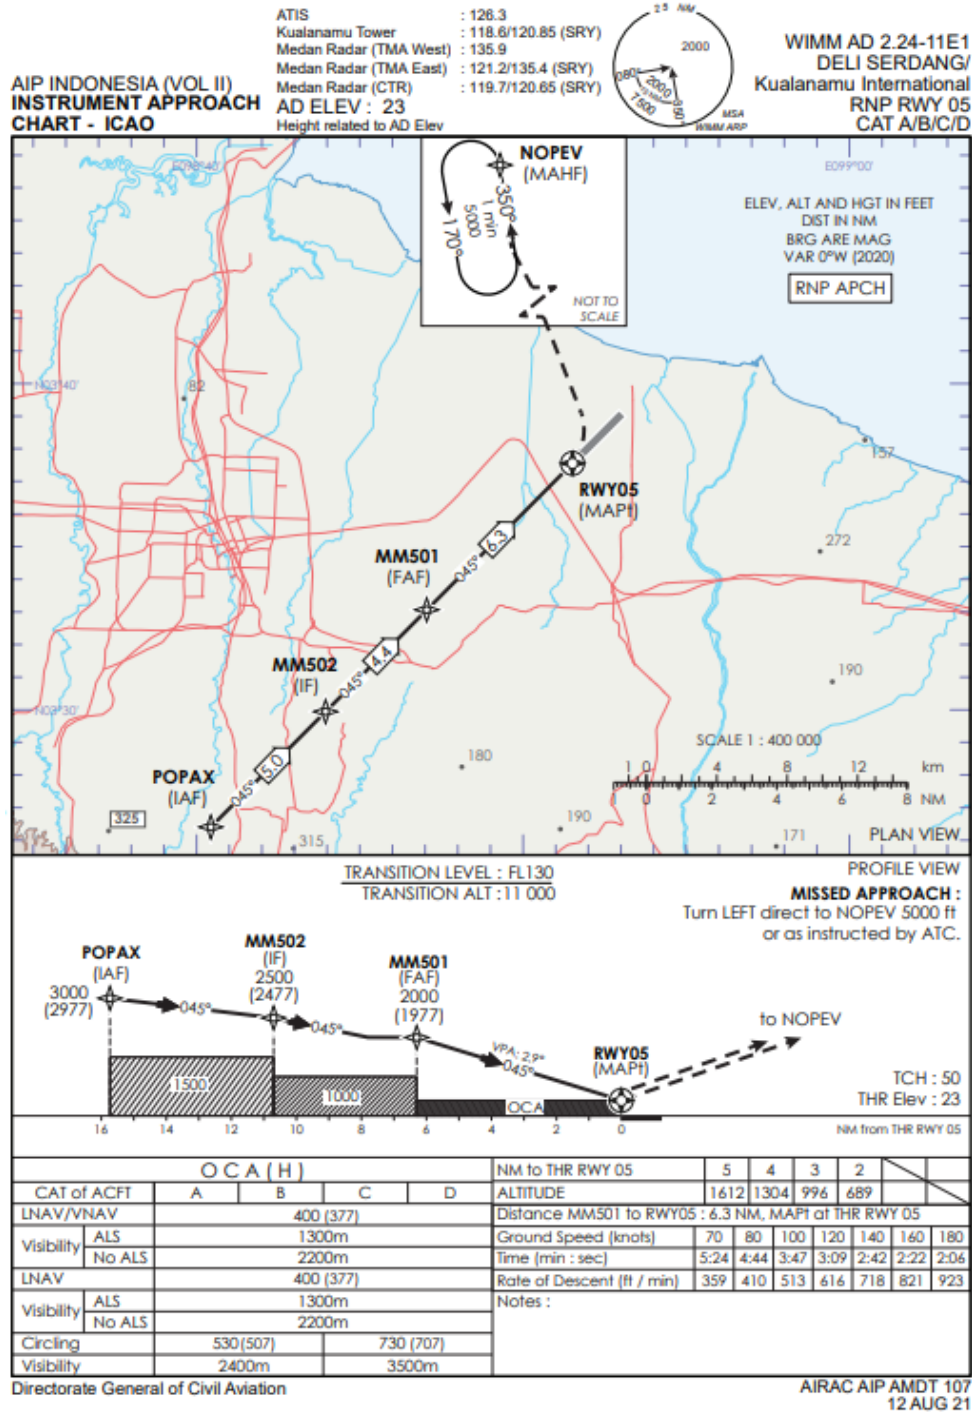 ATIS : 126.3
Kualanamu Tower : 118.6/120.85 (SRY)
Medan Radar (TMA West) : 135.9
Medan Radar (TMA East) : 121.2/135.4 (SRY)
Medan Radar (CTR) : 119.7/120.65 (SRY)
AD ELEV : 23
Height related to AD Elev
AIP INDONESIA (VOL II)
INSTRUMENT APPROACH
CHART - ICAO
25 NM
2000
080°
2000
7500
350°
MSA
WIMM ARP
WIMM AD 2.24-11E1
DELI SERDANG/
Kualanamu International
RNP RWY 05
CAT A/B/C/D
E098°40'
E099°00'
NOPEV
(MAHF)
350°
1 min
5000
170°
NOT TO
SCALE
ELEV, ALT AND HGT IN FEET
DIST IN NM
BRG ARE MAG
VAR 0°W (2020)
RNP APCH
N03°40'
82
157
RWY05
(MAPt)
6.3
272
MM501
(FAF)
045°
4.4
MM502
(IF)
045°
190
N03°30'
SCALE 1 : 400 000
180
5.0
POPAX
(IAF)
045°
1 0 4 8 12 km
0 2 4 6 8 NM
325
315
190
171
PLAN VIEW
TRANSITION LEVEL : FL130
TRANSITION ALT : 11 000
PROFILE VIEW
MISSED APPROACH :
Turn LEFT direct to NOPEV 5000 ft
or as instructed by ATC.
POPAX
(IAF)
3000
(2977)
045°
MM502
(IF)
2500
(2477)
045°
MM501
(FAF)
2000
(1977)
VPA: 2.9°
045°
RWY05
(MAPt)
to NOPEV
1500
1000
OCA
TCH : 50
THR Elev : 23
16 14 12 10 8 6 4 2 0
NM from THR RWY 05
O C A ( H )
CAT of ACFT A B C D
LNAV/VNAV 400 (377)
Visibility ALS 1300m
No ALS 2200m
LNAV 400 (377)
Visibility ALS 1300m
No ALS 2200m
Circling 530 (507) 730 (707)
Visibility 2400m 3500m
NM to THR RWY 05 5 4 3 2
ALTITUDE 1612 1304 996 689
Distance MM501 to RWY05 : 6.3 NM, MAPt at THR RWY 05
Ground Speed (knots) 70 80 100 120 140 160 180
Time (min : sec) 5:24 4:44 3:47 3:09 2:42 2:22 2:06
Rate of Descent (ft / min) 359 410 513 616 718 821 923
Notes :
Directorate General of Civil Aviation
AIRAC AIP AMDT 107
12 AUG 21